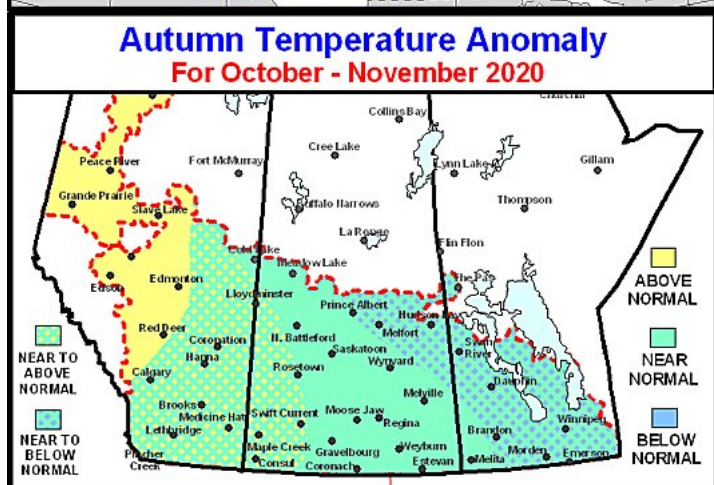 Autumn Temperature Anomaly
For October - November 2020
Collins Bay
Churchill
Cree Lake
Peace River
Fort McMurray
Lynn Lake
Gillam
Grande Prairie
Slave Lake
Buffalo Narrows
Thompson
La Ronge
Flin Flon
Cold Lake
Meadow Lake
The Pas
Edson
Edmonton
ABOVE
NORMAL
Lloydminster
Prince Albert
Hudson Bay
Red Deer
Melfort
Coronation
N. Battleford
Saskatoon
Swan
River
NEAR TO
ABOVE
NORMAL
Hanna
Rosetown
Wynyard
NEAR
NORMAL
Calgary
Dauphin
Brooks
Melville
Medicine Hat
Swift Current
Moose Jaw
Regina
Winnipeg
NEAR TO
BELOW
NORMAL
Lethbridge
Brandon
BELOW
NORMAL
Pincher
Creek
Maple Creek
Gravelbourg
Weyburn
Morden
Consul
Coronach
Estevan
Melita
Emerson